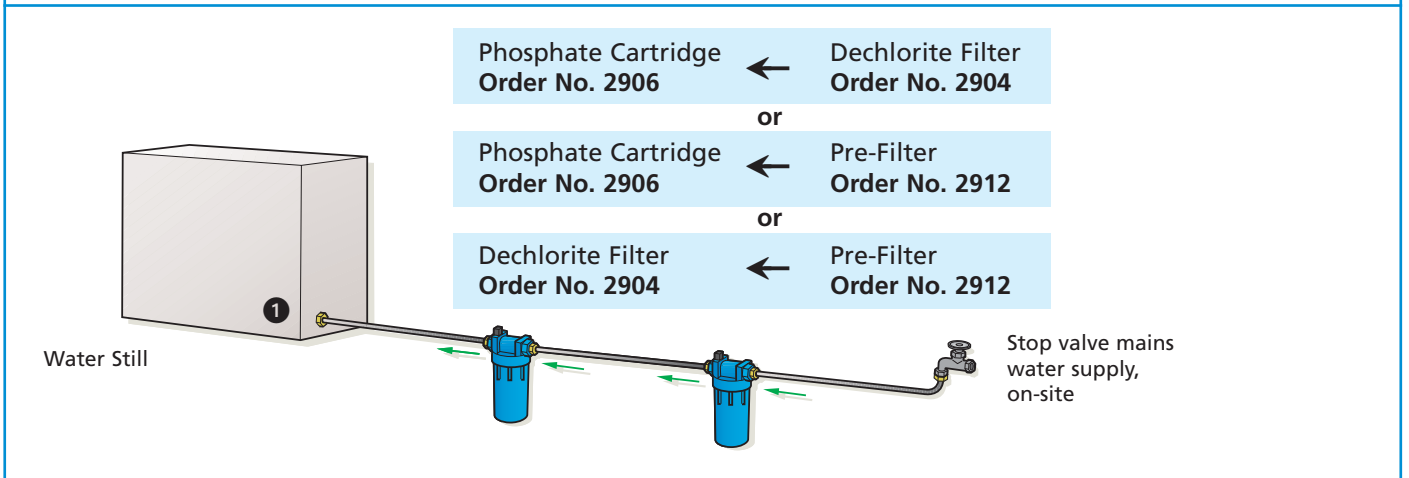 Phosphate Cartridge ← Dechlorite Filter
Order No. 2906 Order No. 2904
or
Phosphate Cartridge ← Pre-Filter
Order No. 2906 Order No. 2912
or
Dechlorite Filter ← Pre-Filter
Order No. 2904 Order No. 2912
1
Water Still
Stop valve mains
water supply,
on-site